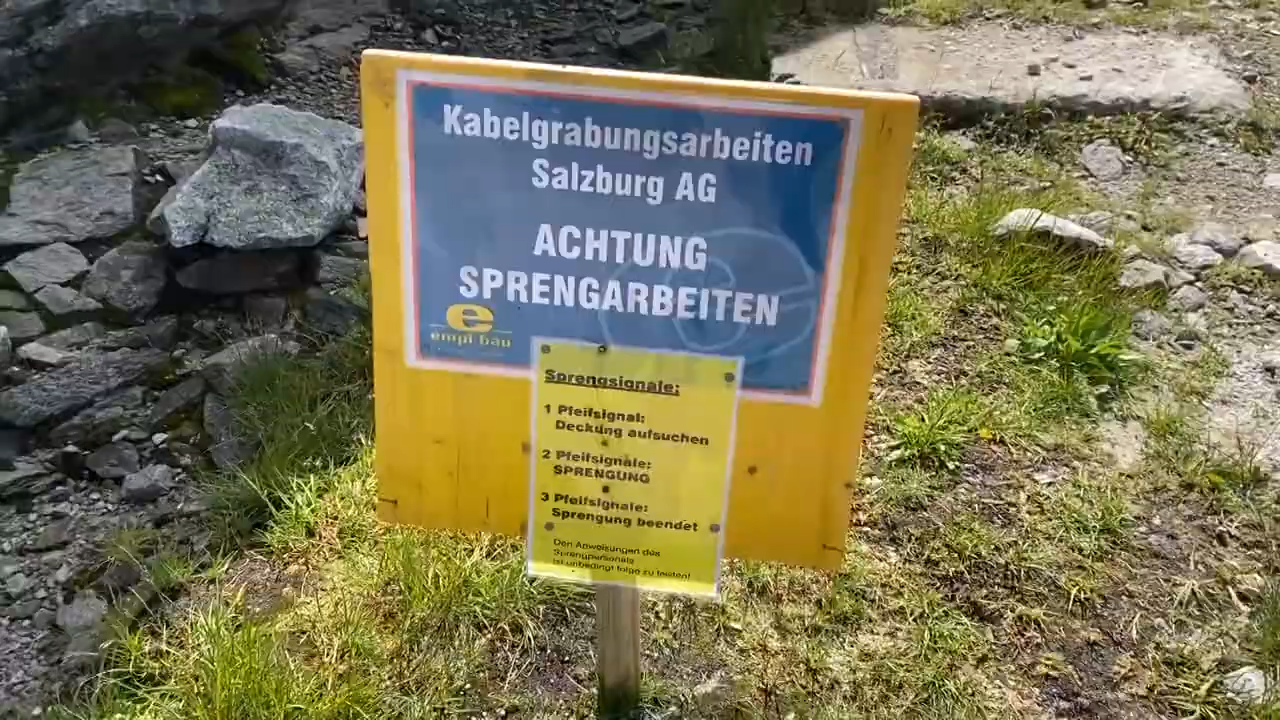 Kabelgrabungsarbeiten
Salzburg AG
ACHTUNG
SPRENGARBEITEN
e
empl bau
Sprengsignale:
1 Pfeifsignal:
Deckung aufsuchen
2 Pfeifsignale:
SPRENGUNG
3 Pfeifsignale:
Sprengung beendet
Den Anweisungen des
Sprengpersonals
ist unbedingt folge zu leisten!